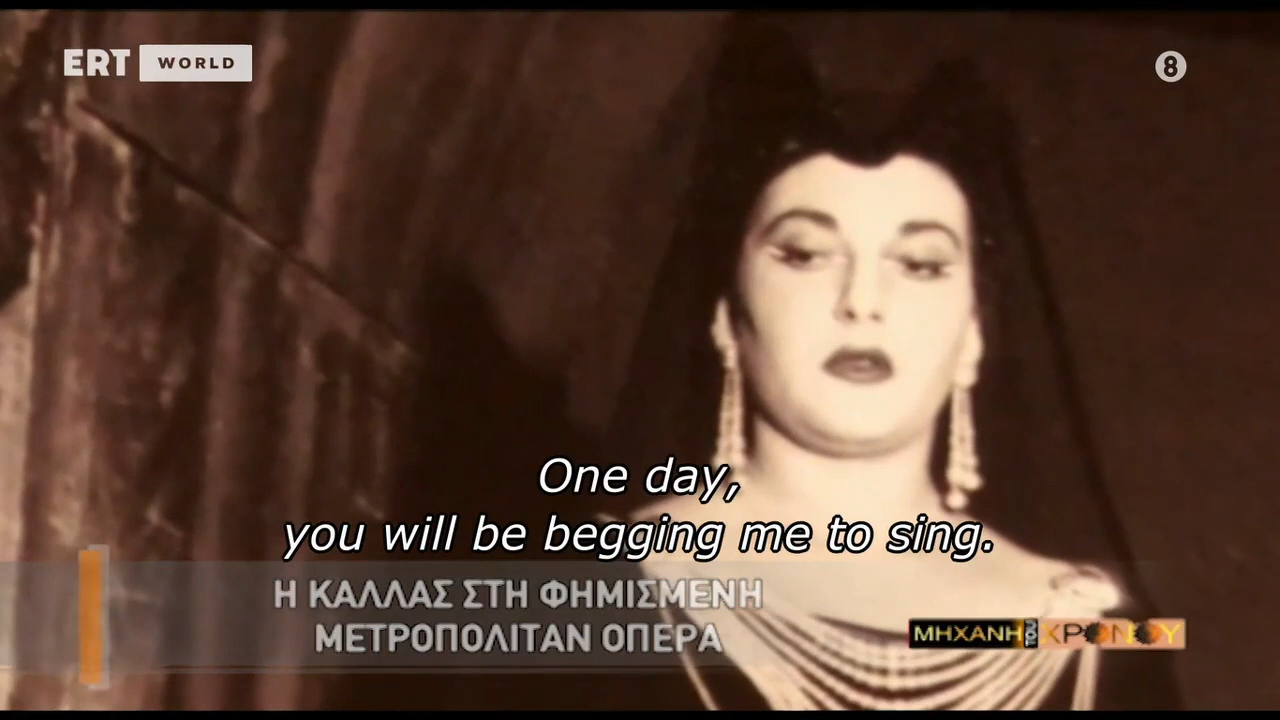 ERT WORLD
8
One day,
you will be begging me to sing.
Η ΚΑΛΛΑΣ ΣΤΗ ΦΗΜΙΣΜΕΝΗ
ΜΕΤΡΟΠΟΛΙΤΑΝ ΟΠΕΡΑ
ΜΗΧΑΝΗ ΤΟΥ ΧΡΟΝΟΥ